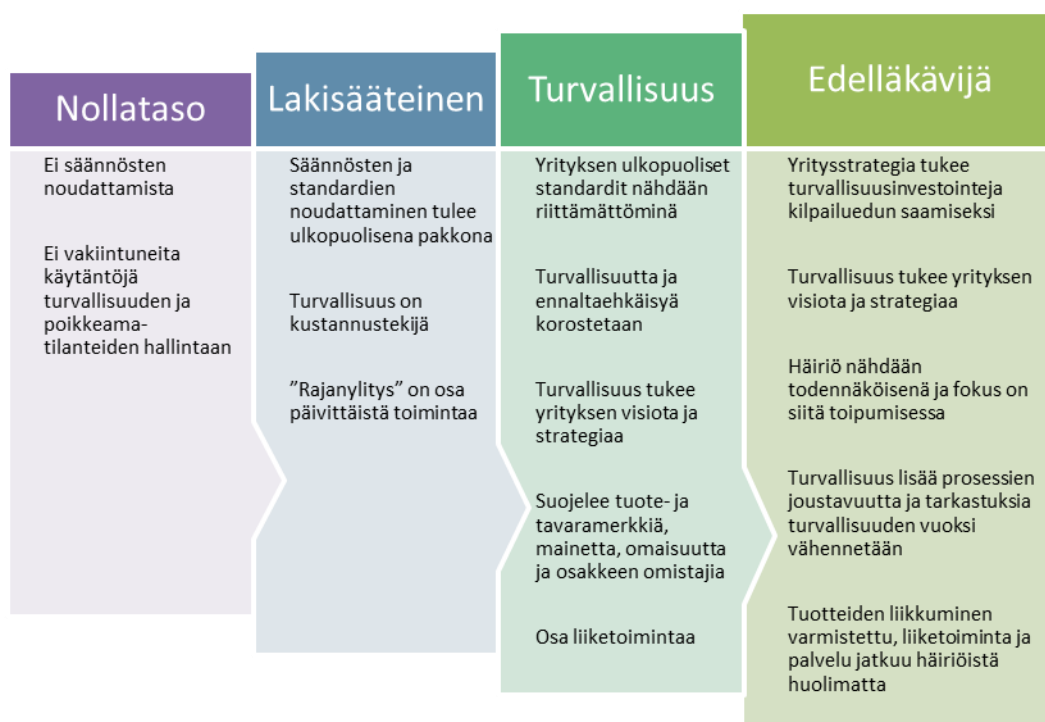 Nollataso
Ei säännösten
noudattamista
Ei vakiintuneita
käytäntöjä
turvallisuuden ja
poikkeama-
tilanteiden hallintaan
Lakisääteinen
Säännösten ja
standardien
noudattaminen tulee
ulkopuolisena pakkona
Turvallisuus on
kustannustekijä
”Rajanylitys” on osa
päivittäistä toimintaa
Turvallisuus
Yrityksen ulkopuoliset
standardit nähdään
riittämättöminä
Turvallisuutta ja
ennaltaehkäisyä
korostetaan
Turvallisuus tukee
yrityksen visiota ja
strategiaa
Suojelee tuote- ja
tavaramerkkiä,
mainetta, omaisuutta
ja osakkeen omistajia
Osa liiketoimintaa
Edelläkävijä
Yritysstrategia tukee
turvallisuusinvestointeja
kilpailuedun saamiseksi
Turvallisuus tukee yrityksen
visiota ja strategiaa
Häiriö nähdään
todennäköisenä ja fokus on
siitä toipumisessa
Turvallisuus lisää prosessien
joustavuutta ja tarkastuksia
turvallisuuden vuoksi
vähennetään
Tuotteiden liikkuminen
varmistettu, liiketoiminta ja
palvelu jatkuu häiriöistä
huolimatta